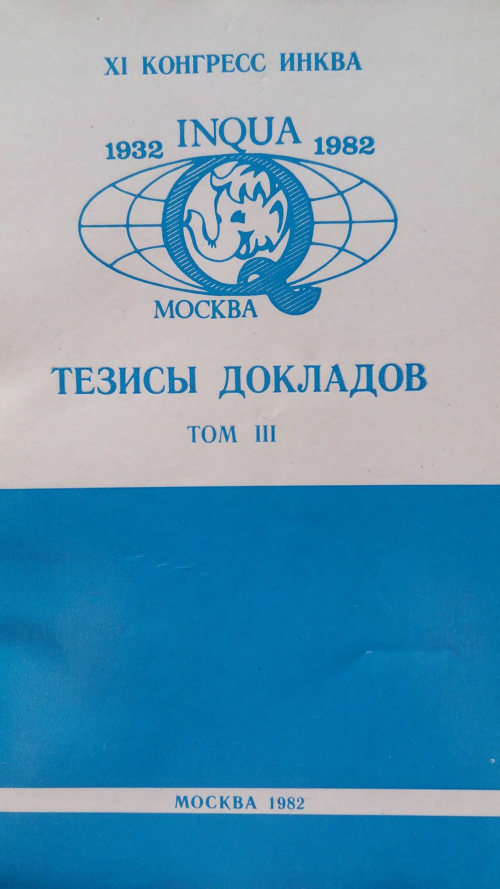 XI КОНГРЕСС ИНКВА
1932 INQUA 1982
МОСКВА
ТЕЗИСЫ ДОКЛАДОВ
ТОМ III
МОСКВА 1982